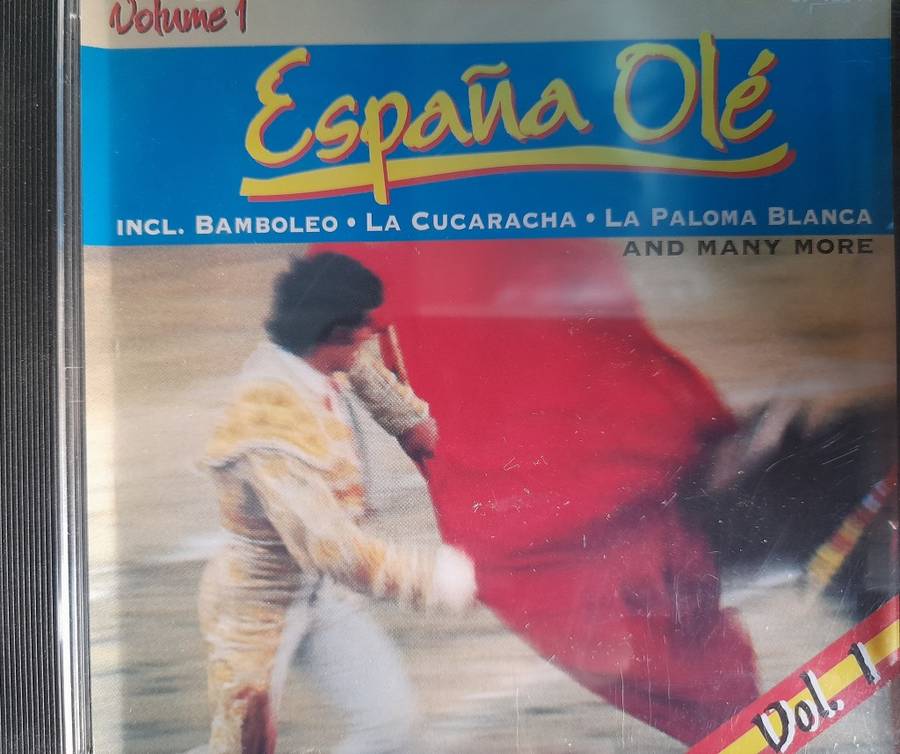 Volume 1
España Olé
INCL. BAMBOLEO • LA CUCARACHA • LA PALOMA BLANCA
AND MANY MORE
Vol. 1